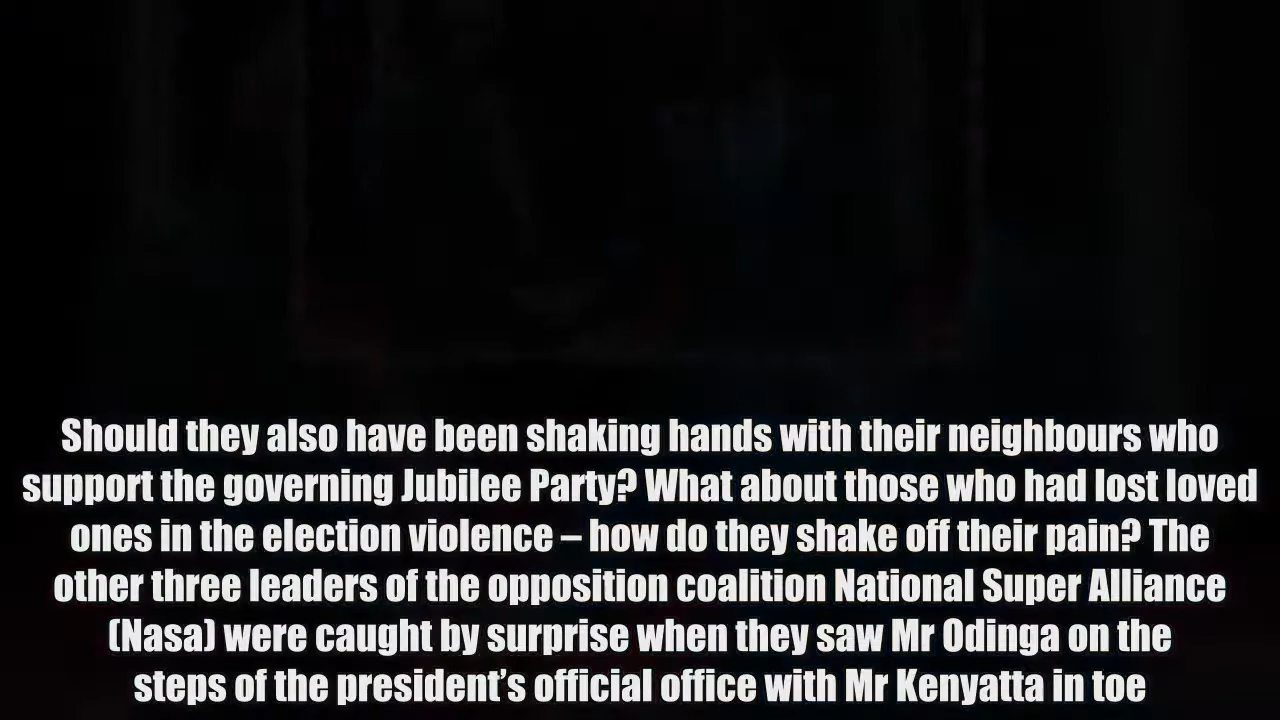 Should they also have been shaking hands with their neighbours who
support the governing Jubilee Party? What about those who had lost loved
ones in the election violence – how do they shake off their pain? The
other three leaders of the opposition coalition National Super Alliance
(Nasa) were caught by surprise when they saw Mr Odinga on the
steps of the president’s official office with Mr Kenyatta in toe